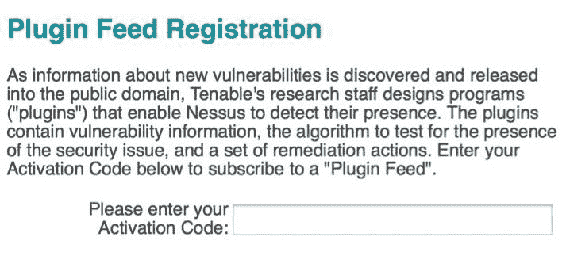 Plugin Feed Registration
As information about new vulnerabilities is discovered and released
into the public domain, Tenable's research staff designs programs
("plugins") that enable Nessus to detect their presence. The plugins
contain vulnerability information, the algorithm to test for the presence
of the security issue, and a set of remediation actions. Enter your
Activation Code below to subscribe to a "Plugin Feed".
Please enter your
Activation Code: